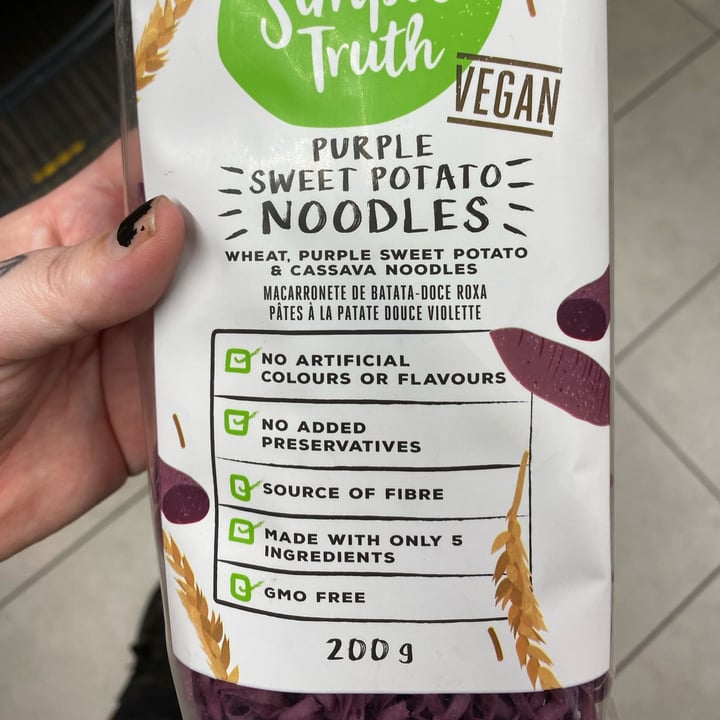 Simple
Truth
VEGAN
PURPLE
SWEET POTATO
NOODLES
WHEAT, PURPLE SWEET POTATO
& CASSAVA NOODLES
MACARRONETE DE BATATA-DOCE ROXA
PÂTES À LA PATATE DOUCE VIOLETTE
NO ARTIFICIAL
COLOURS OR FLAVOURS
NO ADDED
PRESERVATIVES
SOURCE OF FIBRE
MADE WITH ONLY 5
INGREDIENTS
GMO FREE
200g